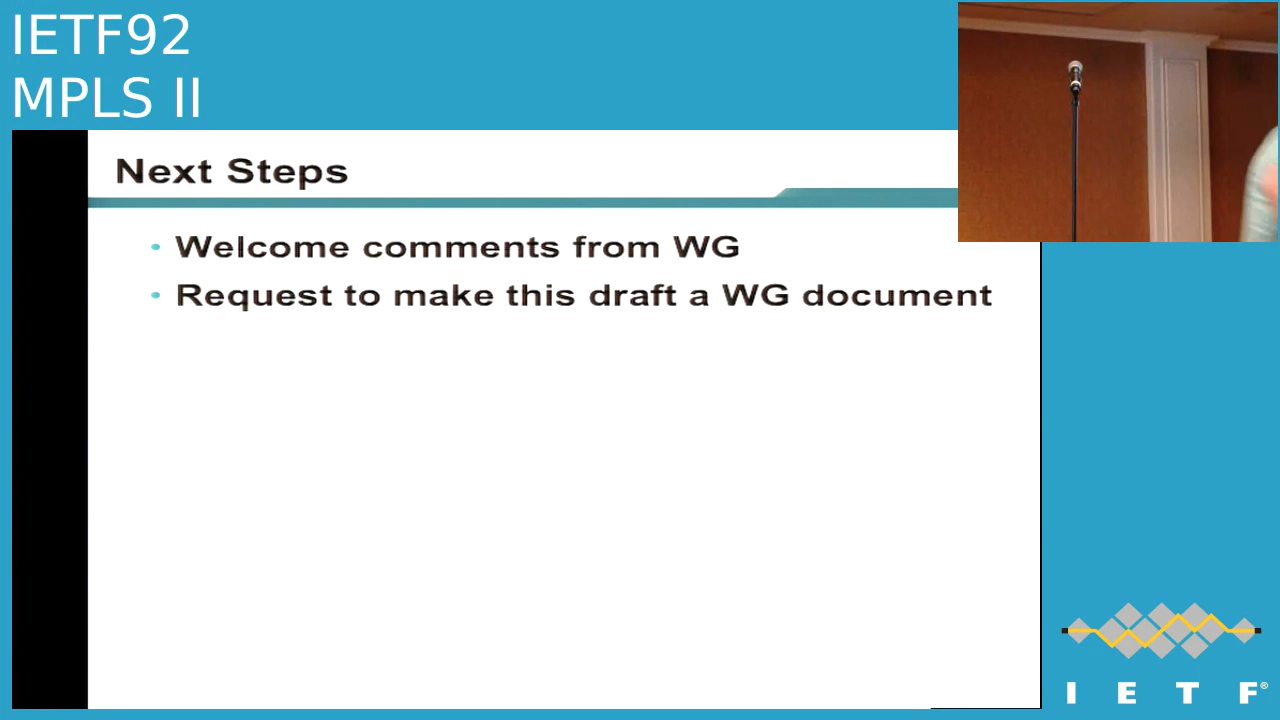 IETF92
MPLS II
Next Steps
• Welcome comments from WG
• Request to make this draft a WG document
I E T F®